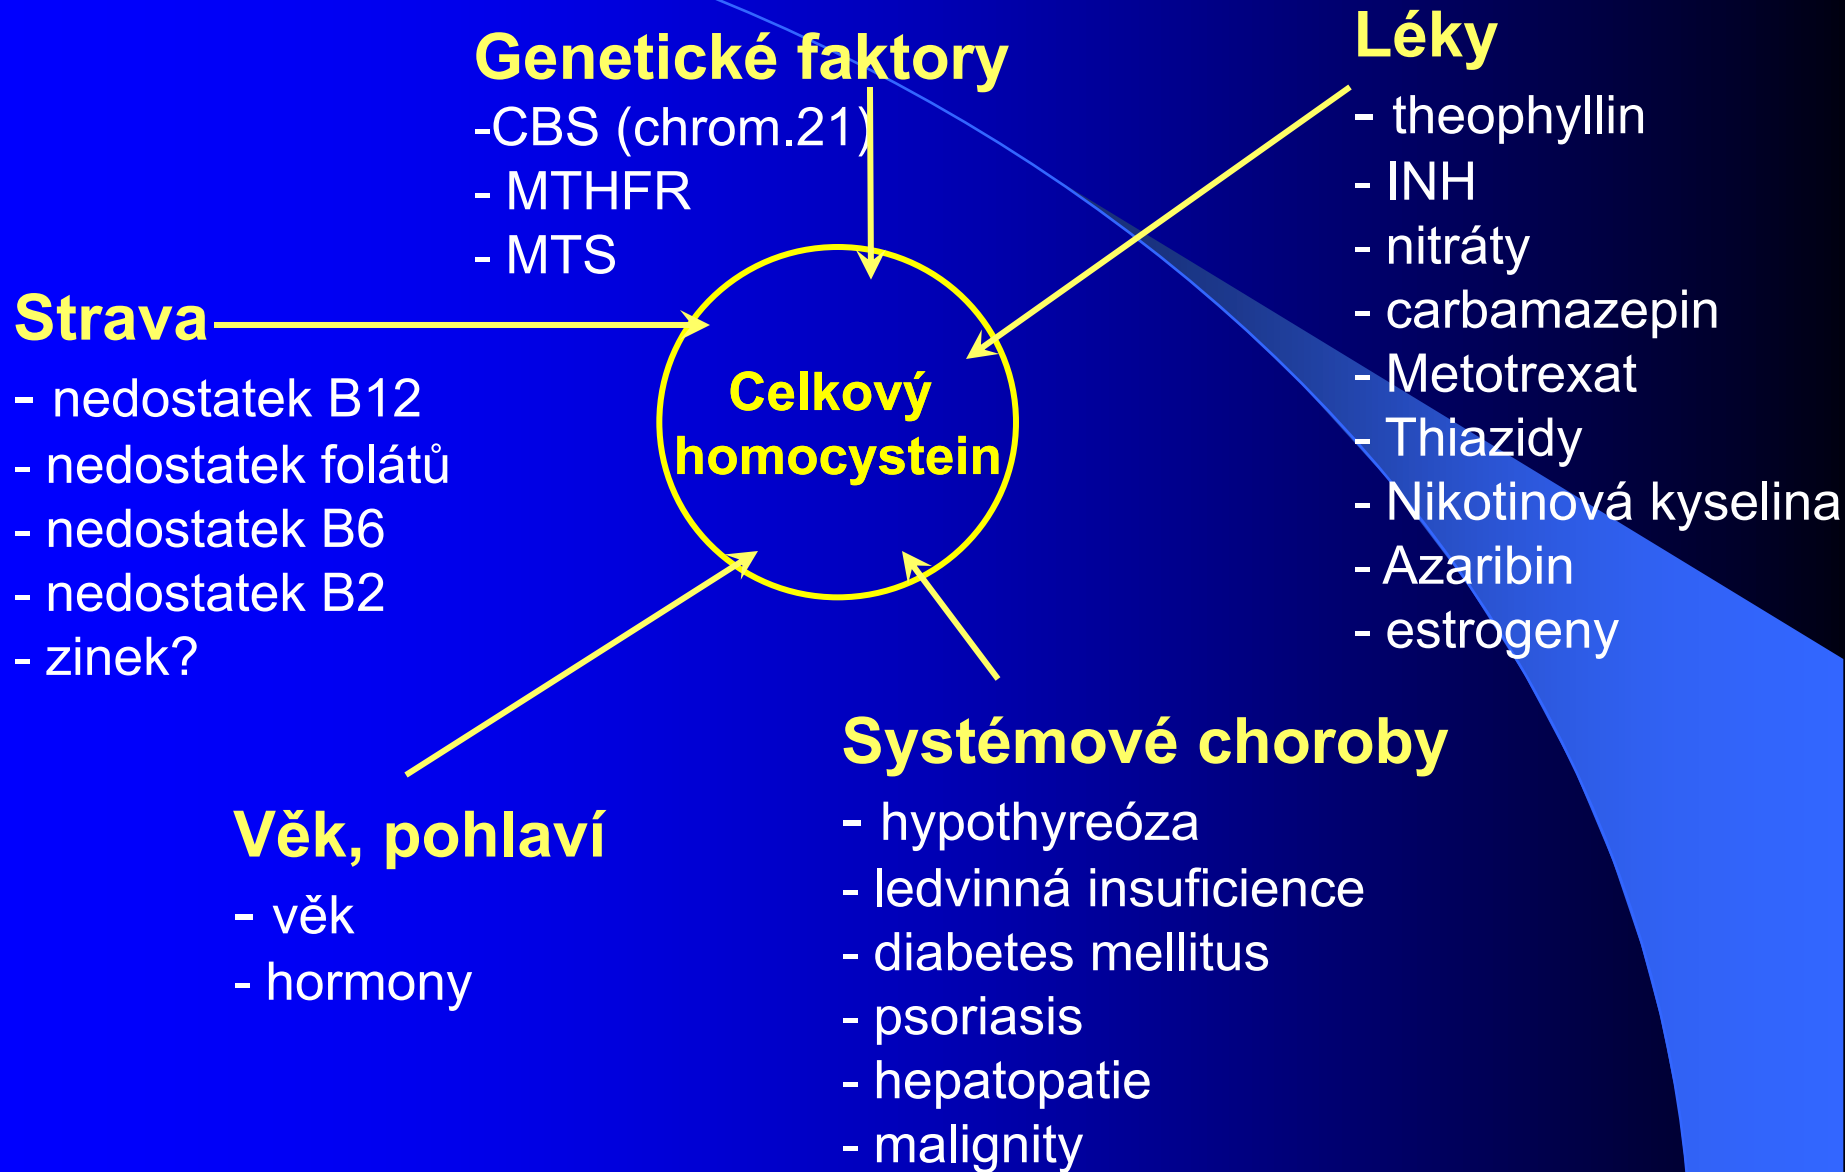 Genetické faktory
-CBS (chrom.21)
- MTHFR
- MTS
Léky
- theophyllin
- INH
- nitráty
- carbamazepin
- Metotrexat
- Thiazidy
- Nikotinová kyselina
- Azaribin
- estrogeny
Strava
- nedostatek B12
- nedostatek folátů
- nedostatek B6
- nedostatek B2
- zinek?
Celkový
homocystein
Věk, pohlaví
- věk
- hormony
Systémové choroby
- hypothyreóza
- ledvinná insuficience
- diabetes mellitus
- psoriasis
- hepatopatie
- malignity